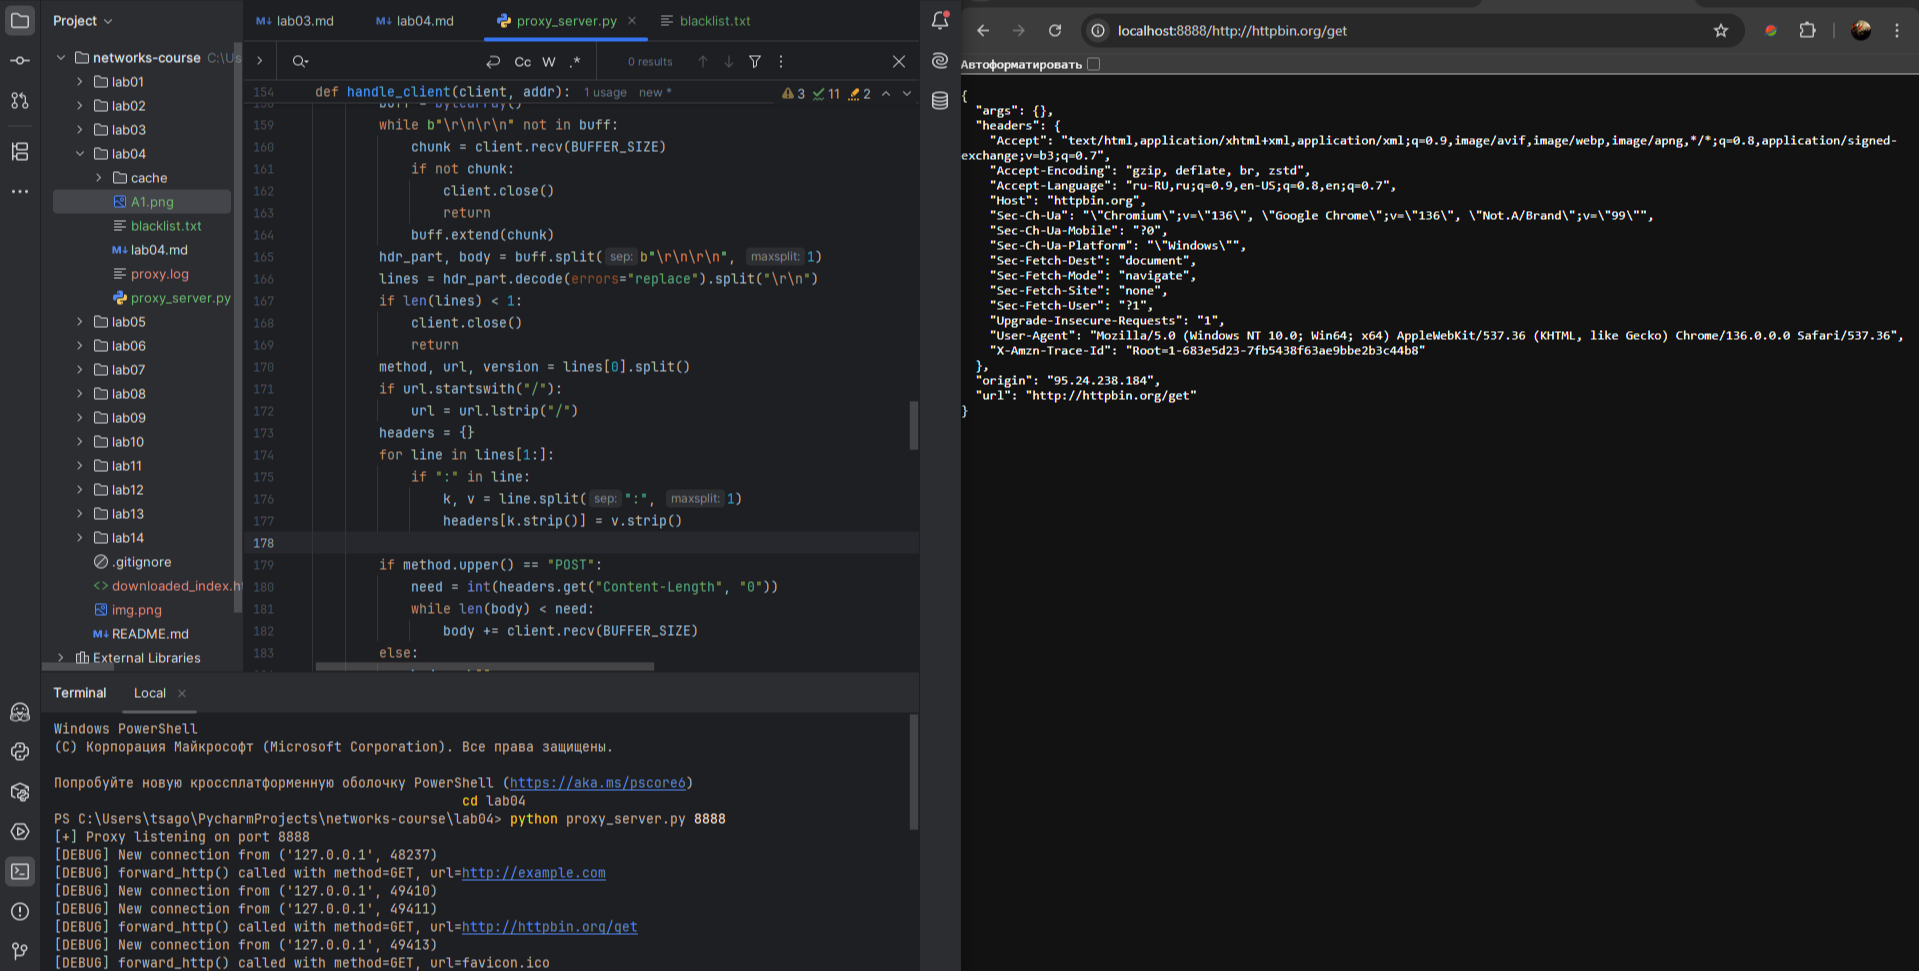 Project
networks-course C:\Us
lab01
lab02
lab03
lab04
cache
A1.png
blacklist.txt
lab04.md
proxy.log
proxy_server.py
lab05
lab06
lab07
lab08
lab09
lab10
lab11
lab12
lab13
lab14
.gitignore
downloaded_index.h
img.png
README.md
External Libraries
lab03.md lab04.md proxy_server.py blacklist.txt
Cc W .* 0 results
154 def handle_client(client, addr): 1 usage new * 3 11 2
buff = bytearray()
159 while b"\r\n\r\n" not in buff:
160 chunk = client.recv(BUFFER_SIZE)
161 if not chunk:
162 client.close()
163 return
164 buff.extend(chunk)
165 hdr_part, body = buff.split( sep: b"\r\n\r\n", maxsplit: 1)
166 lines = hdr_part.decode(errors="replace").split("\r\n")
167 if len(lines) < 1:
168 client.close()
169 return
170 method, url, version = lines[0].split()
171 if url.startswith("/"):
172 url = url.lstrip("/")
173 headers = {}
174 for line in lines[1:]:
175 if ":" in line:
176 k, v = line.split( sep: ":", maxsplit: 1)
177 headers[k.strip()] = v.strip()
178
179 if method.upper() == "POST":
180 need = int(headers.get("Content-Length", "0"))
181 while len(body) < need:
182 body += client.recv(BUFFER_SIZE)
183 else:
Terminal Local
Windows PowerShell
(C) Корпорация Майкрософт (Microsoft Corporation). Все права защищены.
Попробуйте новую кроссплатформенную оболочку PowerShell (https://aka.ms/pscore6)
cd lab04
PS C:\Users\tsago\PycharmProjects\networks-course\lab04> python proxy_server.py 8888
[+] Proxy listening on port 8888
[DEBUG] New connection from ('127.0.0.1', 48237)
[DEBUG] forward_http() called with method=GET, url=http://example.com
[DEBUG] New connection from ('127.0.0.1', 49410)
[DEBUG] New connection from ('127.0.0.1', 49411)
[DEBUG] forward_http() called with method=GET, url=http://httpbin.org/get
[DEBUG] New connection from ('127.0.0.1', 49413)
[DEBUG] forward_http() called with method=GET, url=favicon.ico
localhost:8888/http://httpbin.org/get
Автоформатировать
{
"args": {},
"headers": {
"Accept": "text/html,application/xhtml+xml,application/xml;q=0.9,image/avif,image/webp,image/apng,*/*;q=0.8,application/signed-
exchange;v=b3;q=0.7",
"Accept-Encoding": "gzip, deflate, br, zstd",
"Accept-Language": "ru-RU,ru;q=0.9,en-US;q=0.8,en;q=0.7",
"Host": "httpbin.org",
"Sec-Ch-Ua": "\"Chromium\";v=\"136\", \"Google Chrome\";v=\"136\", \"Not.A/Brand\";v=\"99\"",
"Sec-Ch-Ua-Mobile": "?0",
"Sec-Ch-Ua-Platform": "\"Windows\"",
"Sec-Fetch-Dest": "document",
"Sec-Fetch-Mode": "navigate",
"Sec-Fetch-Site": "none",
"Sec-Fetch-User": "?1",
"Upgrade-Insecure-Requests": "1",
"User-Agent": "Mozilla/5.0 (Windows NT 10.0; Win64; x64) AppleWebKit/537.36 (KHTML, like Gecko) Chrome/136.0.0.0 Safari/537.36",
"X-Amzn-Trace-Id": "Root=1-683e5d23-7fb5438f63ae9bbe2b3c44b8"
},
"origin": "95.24.238.184",
"url": "http://httpbin.org/get"
}